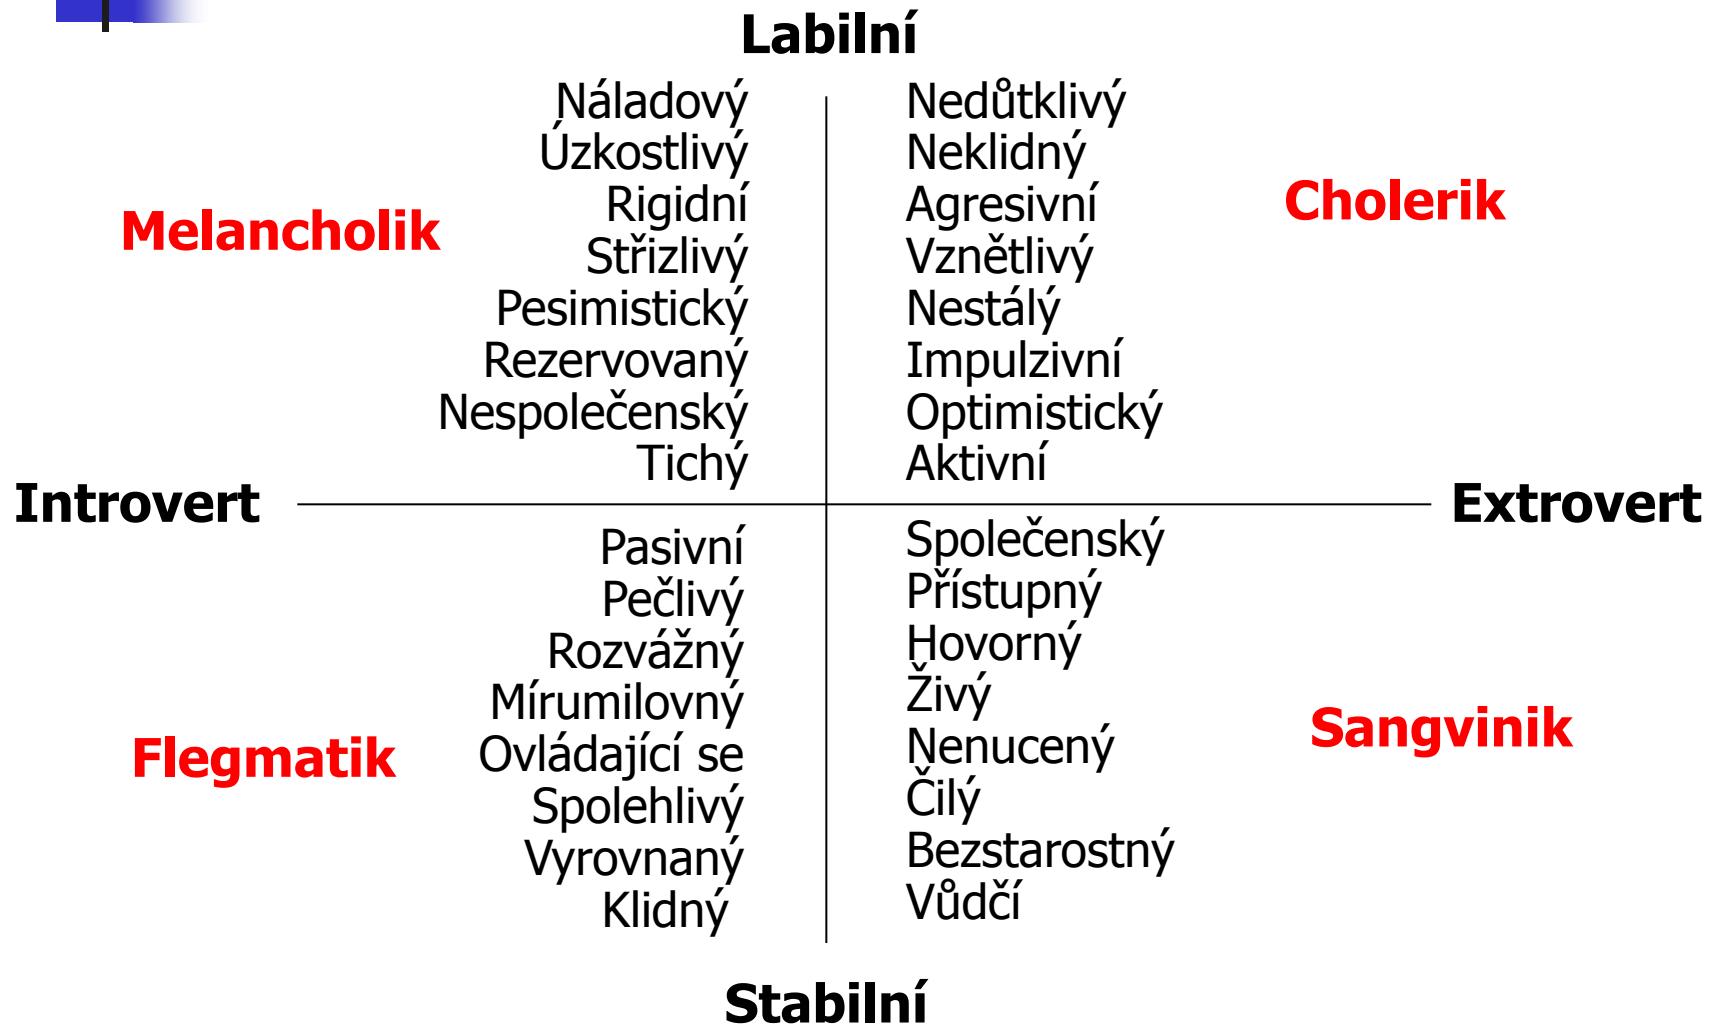 Labilní
Náladový
Úzkostlivý
Rigidní
Střizlivý
Pesimistický
Rezervovaný
Nespolečenský
Tichý
Nedůtklivý
Neklidný
Agresivní
Vznětlivý
Nestálý
Impulzivní
Optimistický
Aktivní
Melancholik
Cholerik
Introvert
Extrovert
Pasivní
Pečlivý
Rozvážný
Mírumilovný
Ovládající se
Spolehlivý
Vyrovnaný
Klidný
Společenský
Přístupný
Hovorný
Živý
Nenucený
Čilý
Bezstarostný
Vůdčí
Flegmatik
Sangvinik
Stabilní